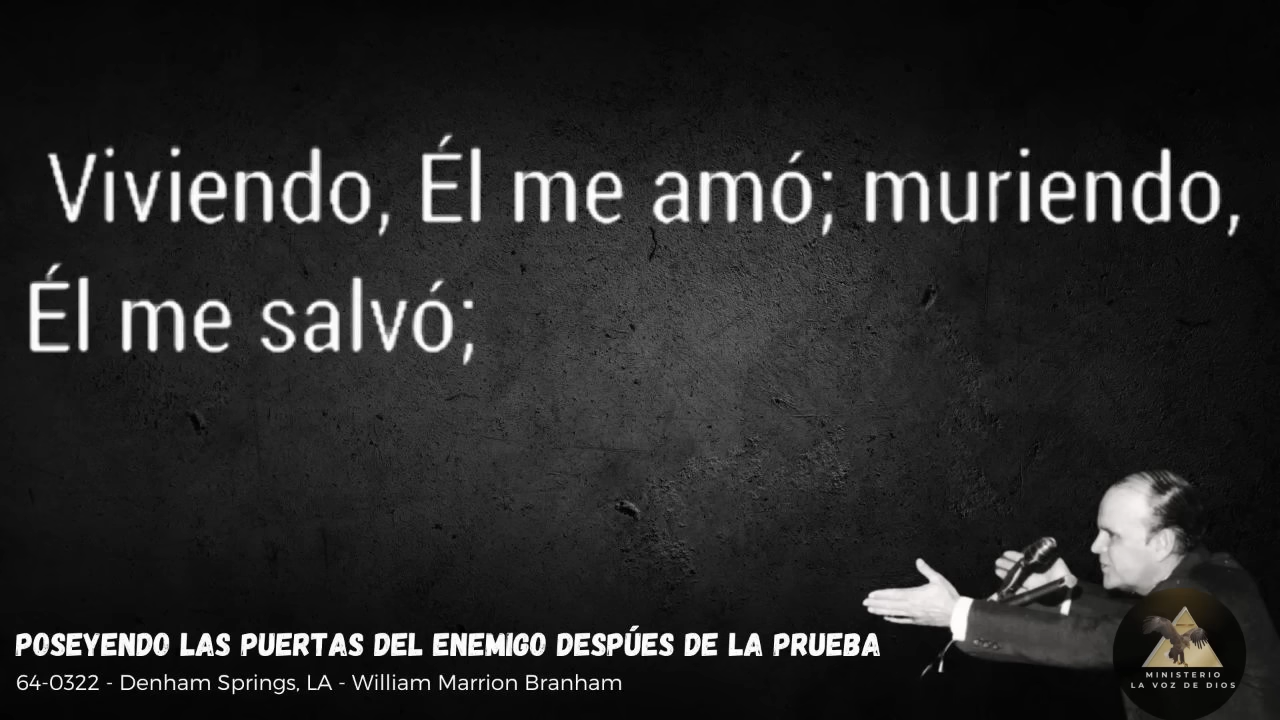 Viviendo, Él me amó; muriendo,
Él me salvó;
POSEYENDO LAS PUERTAS DEL ENEMIGO DESPÚES DE LA PRUEBA
64-0322 - Denham Springs, LA - William Marrion Branham
MINISTERIO
LA VOZ DE DIOS